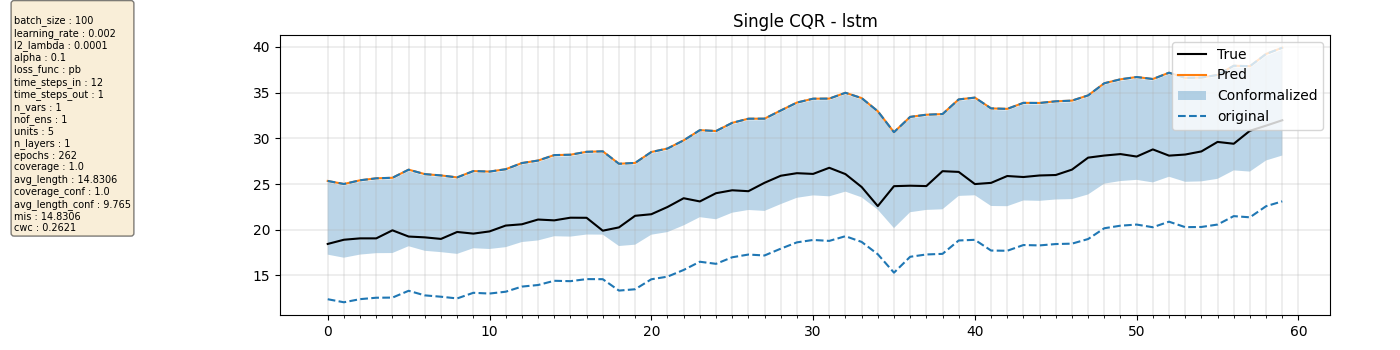 Single CQR - lstm
batch_size : 100
learning_rate : 0.002
l2_lambda : 0.0001
alpha : 0.1
loss_func : pb
time_steps_in : 12
time_steps_out : 1
n_vars : 1
nof_ens : 1
units : 5
n_layers : 1
epochs : 262
coverage : 1.0
avg_length : 14.8306
coverage_conf : 1.0
avg_length_conf : 9.765
mis : 14.8306
cwc : 0.2621
40
35
30
25
20
15
True
Pred
Conformalized
original
0 10 20 30 40 50 60